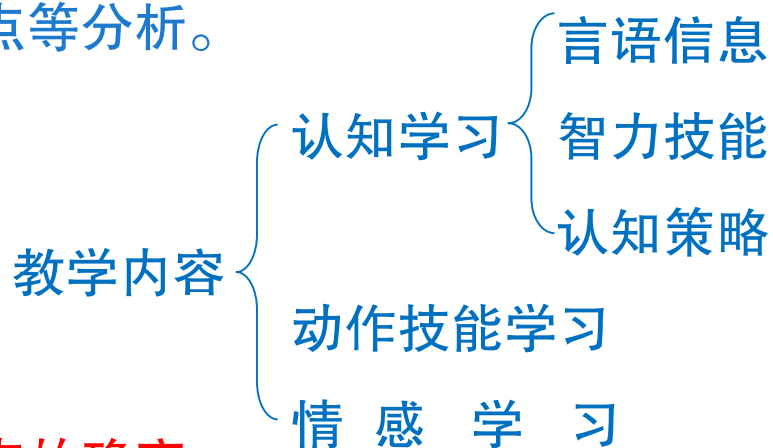 点等分析。
言语信息
认知学习
智力技能
认知策略
教学内容
动作技能学习
情 感 学 习